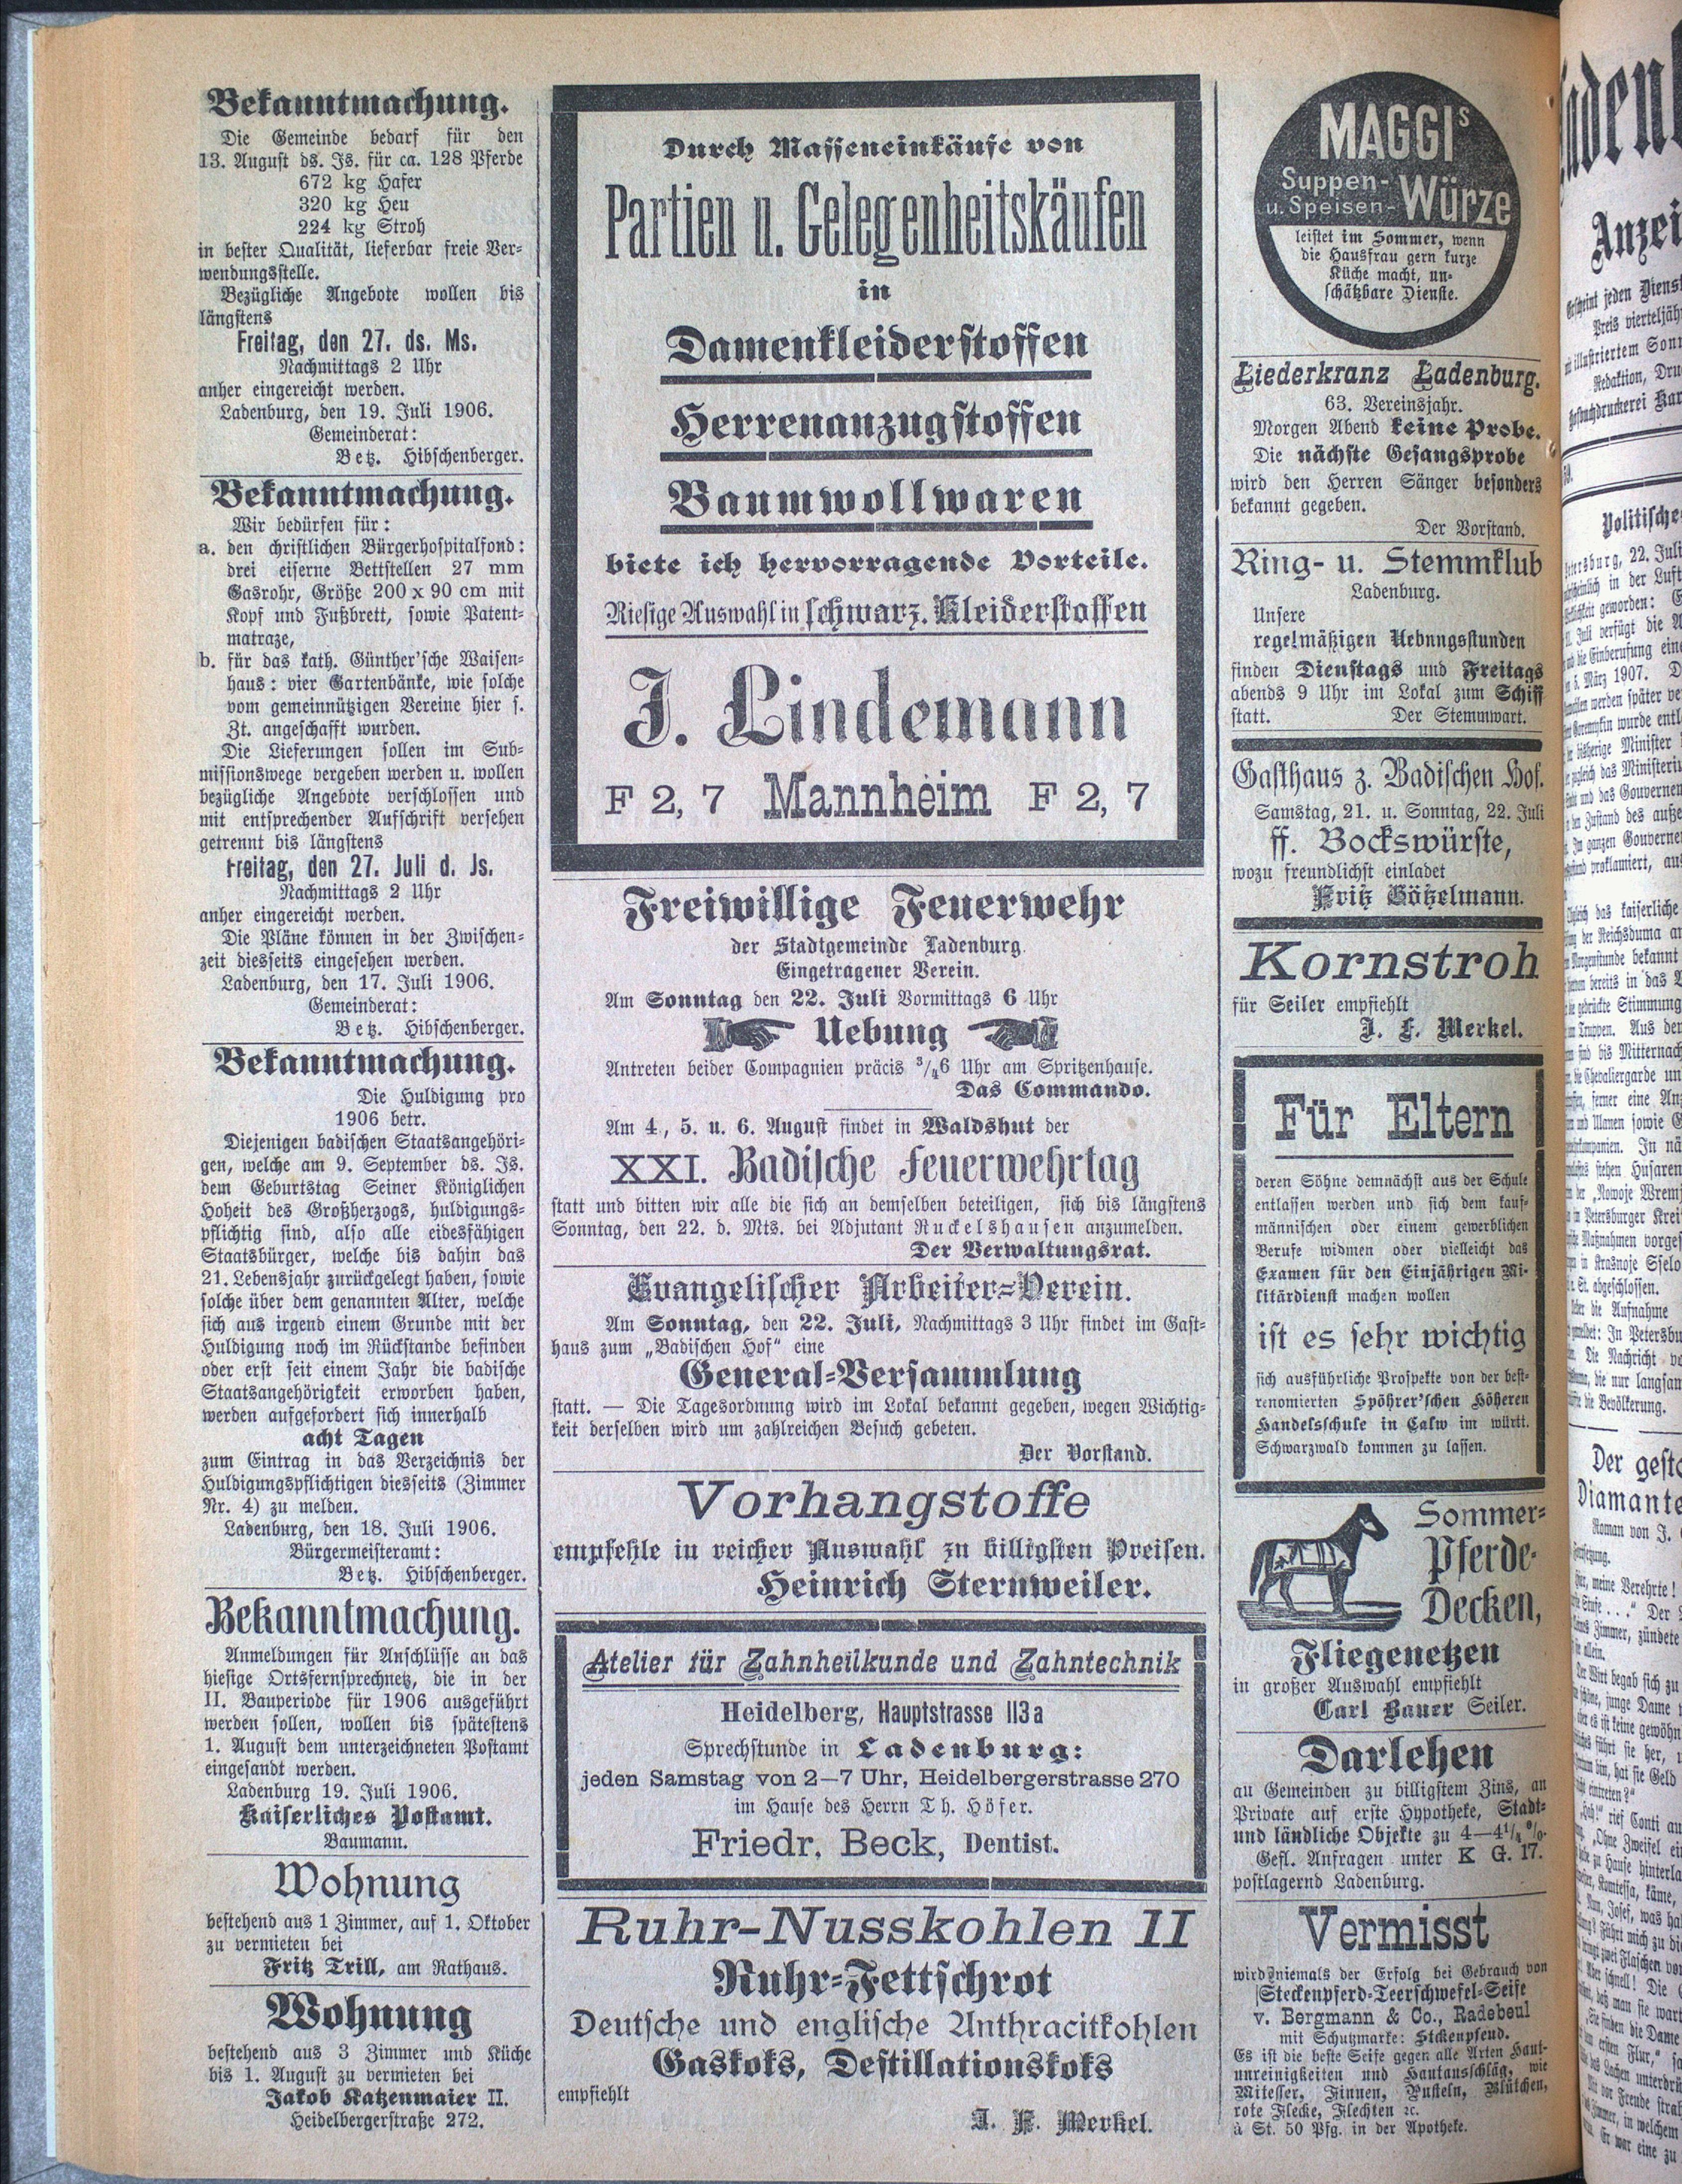 Bekanntmachung.
Die Gemeinde bedarf für den
13. August ds. Js. für ca. 128 Pferde
672 kg Hafer
320 kg Heu
224 kg Stroh
in bester Qualität, lieferbar freie Ver-
wendungsstelle.
Bezügliche Angebote wollen bis
längstens
Freitag, den 27. ds. Ms.
Nachmittags 2 Uhr
anher eingereicht werden.
Ladenburg, den 19. Juli 1906.
Gemeinderat:
Betz. Hibschenberger.
Bekanntmachung.
Wir bedürfen für:
a. den christlichen Bürgerhospitalfond:
drei eiserne Bettstellen 27 mm
Gasrohr, Größe 200 x 90 cm mit
Kopf und Fußbrett, sowie Patent-
matraze,
b. für das kath. Günther'sche Waisen-
haus: vier Gartenbänke, wie solche
vom gemeinnützigen Vereine hier s.
Zt. angeschafft wurden.
Die Lieferungen sollen im Sub-
missionswege vergeben werden u. wollen
bezügliche Angebote verschlossen und
mit entsprechender Aufschrift versehen
getrennt bis längstens
Freitag, den 27. Juli d. Js.
Nachmittags 2 Uhr
anher eingereicht werden.
Die Pläne können in der Zwischen-
zeit diesseits eingesehen werden.
Ladenburg, den 17. Juli 1906.
Gemeinderat:
Betz. Hibschenberger.
Bekanntmachung.
Die Huldigung pro
1906 betr.
Diejenigen badischen Staatsangehöri-
gen, welche am 9. September ds. Js.
dem Geburtstag Seiner Königlichen
Hoheit des Großherzogs, huldigungs-
pflichtig sind, also alle eidesfähigen
Staatsbürger, welche bis dahin das
21. Lebensjahr zurückgelegt haben, sowie
solche über dem genannten Alter, welche
sich aus irgend einem Grunde mit der
Huldigung noch im Rückstande befinden
oder erst seit einem Jahr die badische
Staatsangehörigkeit erworben haben,
werden aufgefordert sich innerhalb
acht Tagen
zum Eintrag in das Verzeichnis der
Huldigungspflichtigen diesseits (Zimmer
Nr. 4) zu melden.
Ladenburg, den 18. Juli 1906.
Bürgermeisteramt:
Betz. Hibschenberger.
Bekanntmachung.
Anmeldungen für Anschlüsse an das
hiesige Ortsfernsprechnetz, die in der
II. Bauperiode für 1906 ausgeführt
werden sollen, wollen bis spätestens
1. August dem unterzeichneten Postamt
eingesandt werden.
Ladenburg 19. Juli 1906.
Kaiserliches Postamt.
Baumann.
Wohnung
bestehend aus 1 Zimmer, auf 1. Oktober
zu vermieten bei
Fritz Trill, am Rathaus.
Wohnung
bestehend aus 3 Zimmer und Küche
bis 1. August zu vermieten bei
Jakob Katzenmaier II.
Heidelbergerstraße 272.
Durch Masseneinkäufe von
Partien u. Gelegenheitskäufen
in
Damenkleiderstoffen
Herrenanzugstoffen
Baumwollwaren
biete ich hervorragende Vorteile.
Riesige Auswahl in schwarz. Kleiderstoffen
J. Lindemann
F 2, 7 Mannheim F 2, 7
Freiwillige Feuerwehr
der Stadtgemeinde Ladenburg
Eingetragener Verein.
Am Sonntag den 22. Juli Vormittags 6 Uhr
Uebung
Antreten beider Compagnien präcis 3/46 Uhr am Spritzenhause.
Das Commando.
Am 4, 5. u. 6. August findet in Waldshut der
XXI. Badische Feuerwehrtag
statt und bitten wir alle die sich an demselben beteiligen, sich bis längstens
Sonntag, den 22. d. Mts. bei Adjutant Ruckelshausen anzumelden.
Der Verwaltungsrat.
Evangelischer Arbeiter-Verein.
Am Sonntag, den 22. Juli, Nachmittags 3 Uhr findet im Gast-
haus zum „Badischen Hof" eine
General-Versammlung
statt. — Die Tagesordnung wird im Lokal bekannt gegeben, wegen Wichtig-
keit derselben wird um zahlreichen Besuch gebeten.
Der Vorstand.
Vorhangstoffe
empfehle in reicher Auswahl zu billigsten Preisen.
Heinrich Sternweiler.
Atelier für Zahnheilkunde und Zahntechnik
Heidelberg, Hauptstrasse 113a
Sprechstunde in Ladenburg:
jeden Samstag von 2—7 Uhr, Heidelbergerstrasse 270
im Hause des Herrn Th. Höfer.
Friedr. Beck, Dentist.
Ruhr-Nusskohlen II
Ruhr-Fettschrot
Deutsche und englische Anthracitkohlen
Gaskoks, Destillationskoks
empfiehlt
J. F. Merkel.
MAGGIs
Suppen-
u. Speisen- Würze
leistet im Sommer, wenn
die Hausfrau gern kurze
Küche macht, un-
schätzbare Dienste.
Liederkranz Ladenburg.
63. Vereinsjahr.
Morgen Abend keine Probe.
Die nächste Gesangsprobe
wird den Herren Sänger besonders
bekannt gegeben.
Der Vorstand.
Ring- u. Stemmklub
Ladenburg.
Unsere
regelmäßigen Uebungsstunden
finden Dienstags und Freitags
abends 9 Uhr im Lokal zum Schiff
statt. Der Stemmwart.
Gasthaus z. Badischen Hof.
Samstag, 21. u. Sonntag, 22. Juli
ff. Bockswürste,
wozu freundlichst einladet
Fritz Götzelmann.
Kornstroh
für Seiler empfiehlt
J. F. Merkel.
Für Eltern
deren Söhne demnächst aus der Schule
entlassen werden und sich dem kauf-
männischen oder einem gewerblichen
Berufe widmen oder vielleicht das
Examen für den Einjährigen Mi-
litärdienst machen wollen
ist es sehr wichtig
sich ausführliche Prospekte von der best-
renomierten Spöhrer'schen Höheren
Handelsschule in Calw im württ.
Schwarzwald kommen zu lassen.
Sommer-
Pferde-
Decken,
Fliegenetzen
in großer Auswahl empfiehlt
Carl Bauer Seiler.
Darlehen
an Gemeinden zu billigstem Zins, an
Private auf erste Hypotheke, Stadt-
und ländliche Objekte zu 4—4 1/4 %.
Gefl. Anfragen unter K G. 17.
postlagernd Ladenburg.
Vermisst
wird niemals der Erfolg bei Gebrauch von
Steckenpferd-Teerschwefel-Seife
v. Bergmann & Co., Radebeul
mit Schutzmarke: Stckenpfeud.
Es ist die beste Seife gegen alle Arten Haut-
unreinigkeiten und Hautausschläg, wie
Mitesser, Finnen, Pusteln, Blütchen,
rote Flecke, Flechten ec.
à St. 50 Pfg. in der Apotheke.
Anzei
Politische
Der gesto
Diamante
Roman von J.